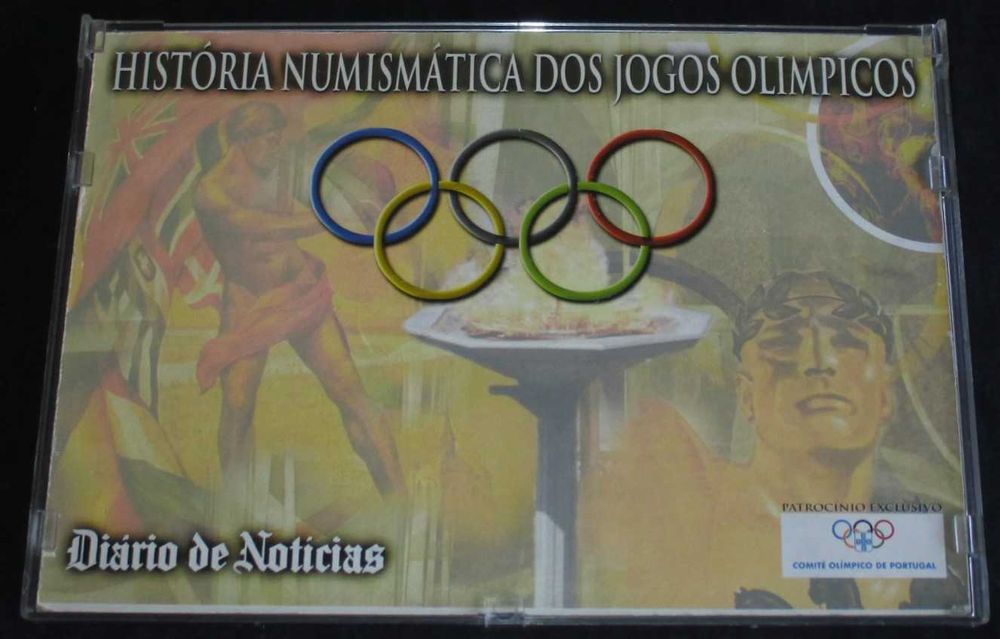 HISTÓRIA NUMISMÁTICA DOS JOGOS OLIMPICOS
Diário de Notícias
PATROCÍNIO EXCLUSIVO
COMITÉ OLÍMPICO DE PORTUGAL